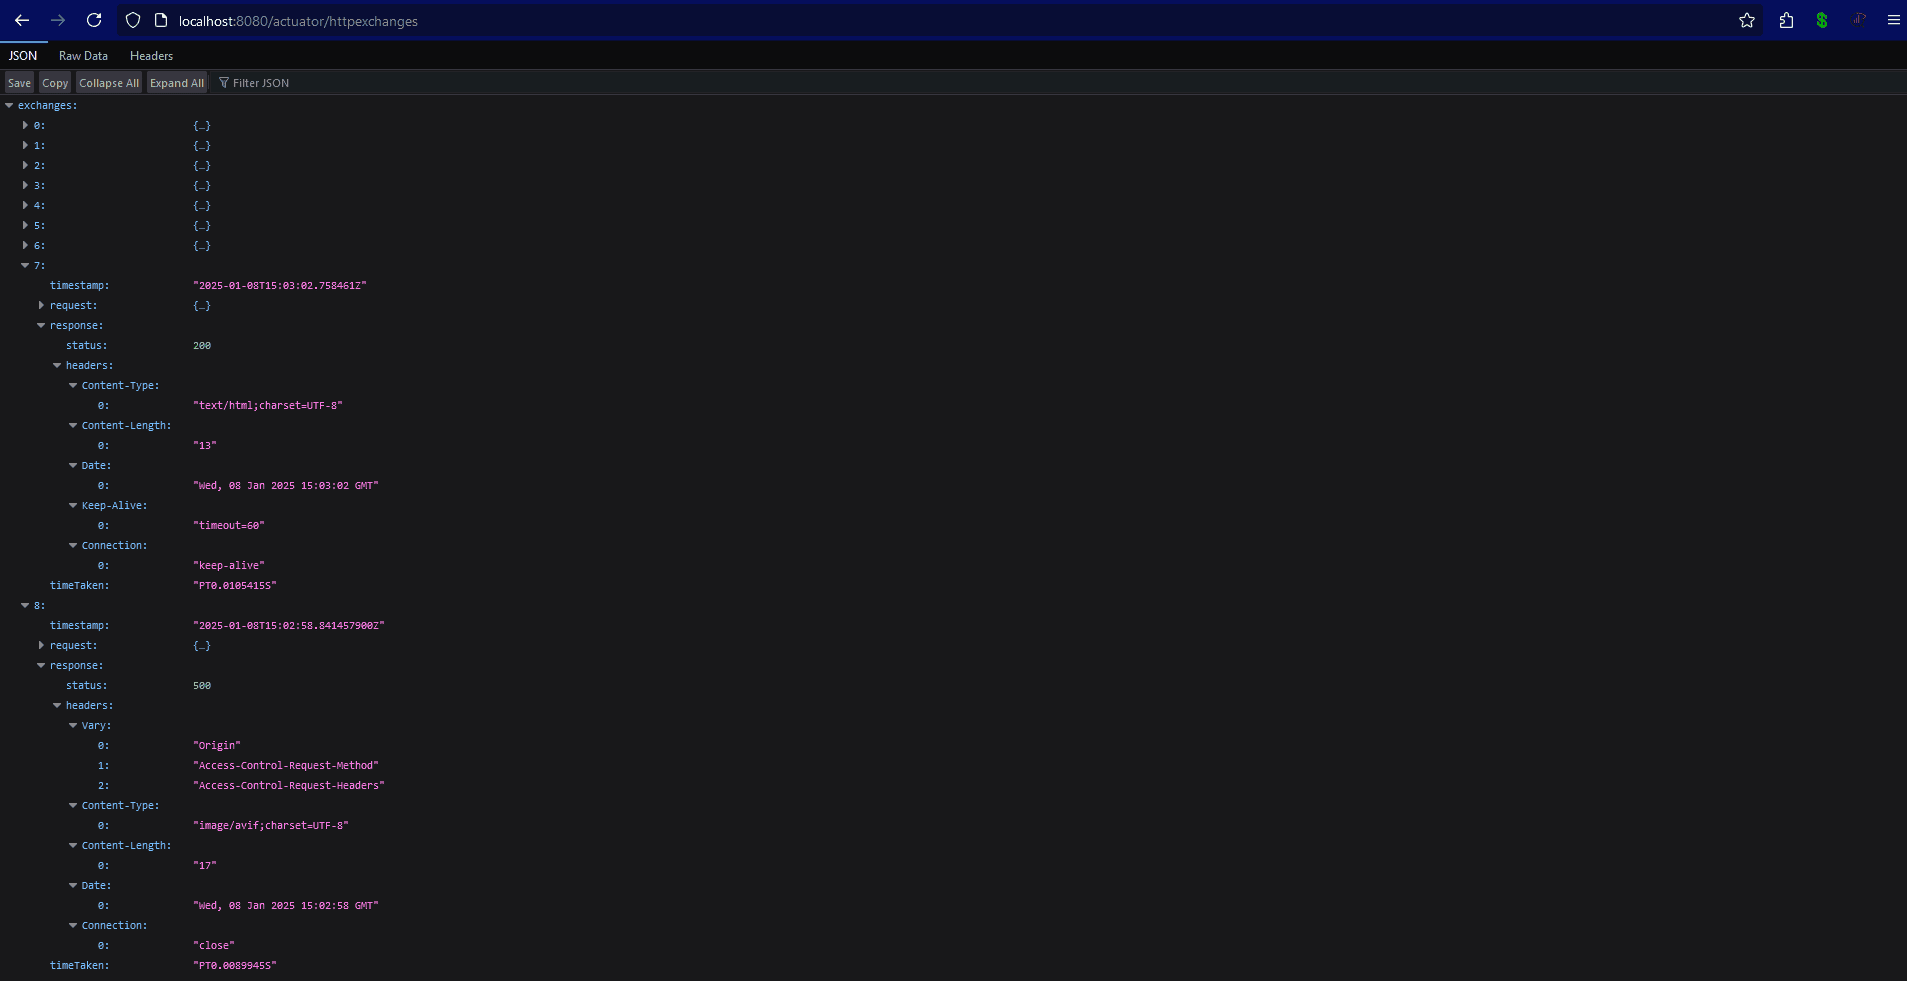 localhost:8080/actuator/httpexchanges
JSON Raw Data Headers
Save Copy Collapse All Expand All Filter JSON
exchanges:
0: {…}
1: {…}
2: {…}
3: {…}
4: {…}
5: {…}
6: {…}
7:
timestamp: "2025-01-08T15:03:02.758461Z"
request: {…}
response:
status: 200
headers:
Content-Type:
0: "text/html;charset=UTF-8"
Content-Length:
0: "13"
Date:
0: "Wed, 08 Jan 2025 15:03:02 GMT"
Keep-Alive:
0: "timeout=60"
Connection:
0: "keep-alive"
timeTaken: "PT0.0105415S"
8:
timestamp: "2025-01-08T15:02:58.841457900Z"
request: {…}
response:
status: 500
headers:
Vary:
0: "Origin"
1: "Access-Control-Request-Method"
2: "Access-Control-Request-Headers"
Content-Type:
0: "image/avif;charset=UTF-8"
Content-Length:
0: "17"
Date:
0: "Wed, 08 Jan 2025 15:02:58 GMT"
Connection:
0: "close"
timeTaken: "PT0.0089945S"